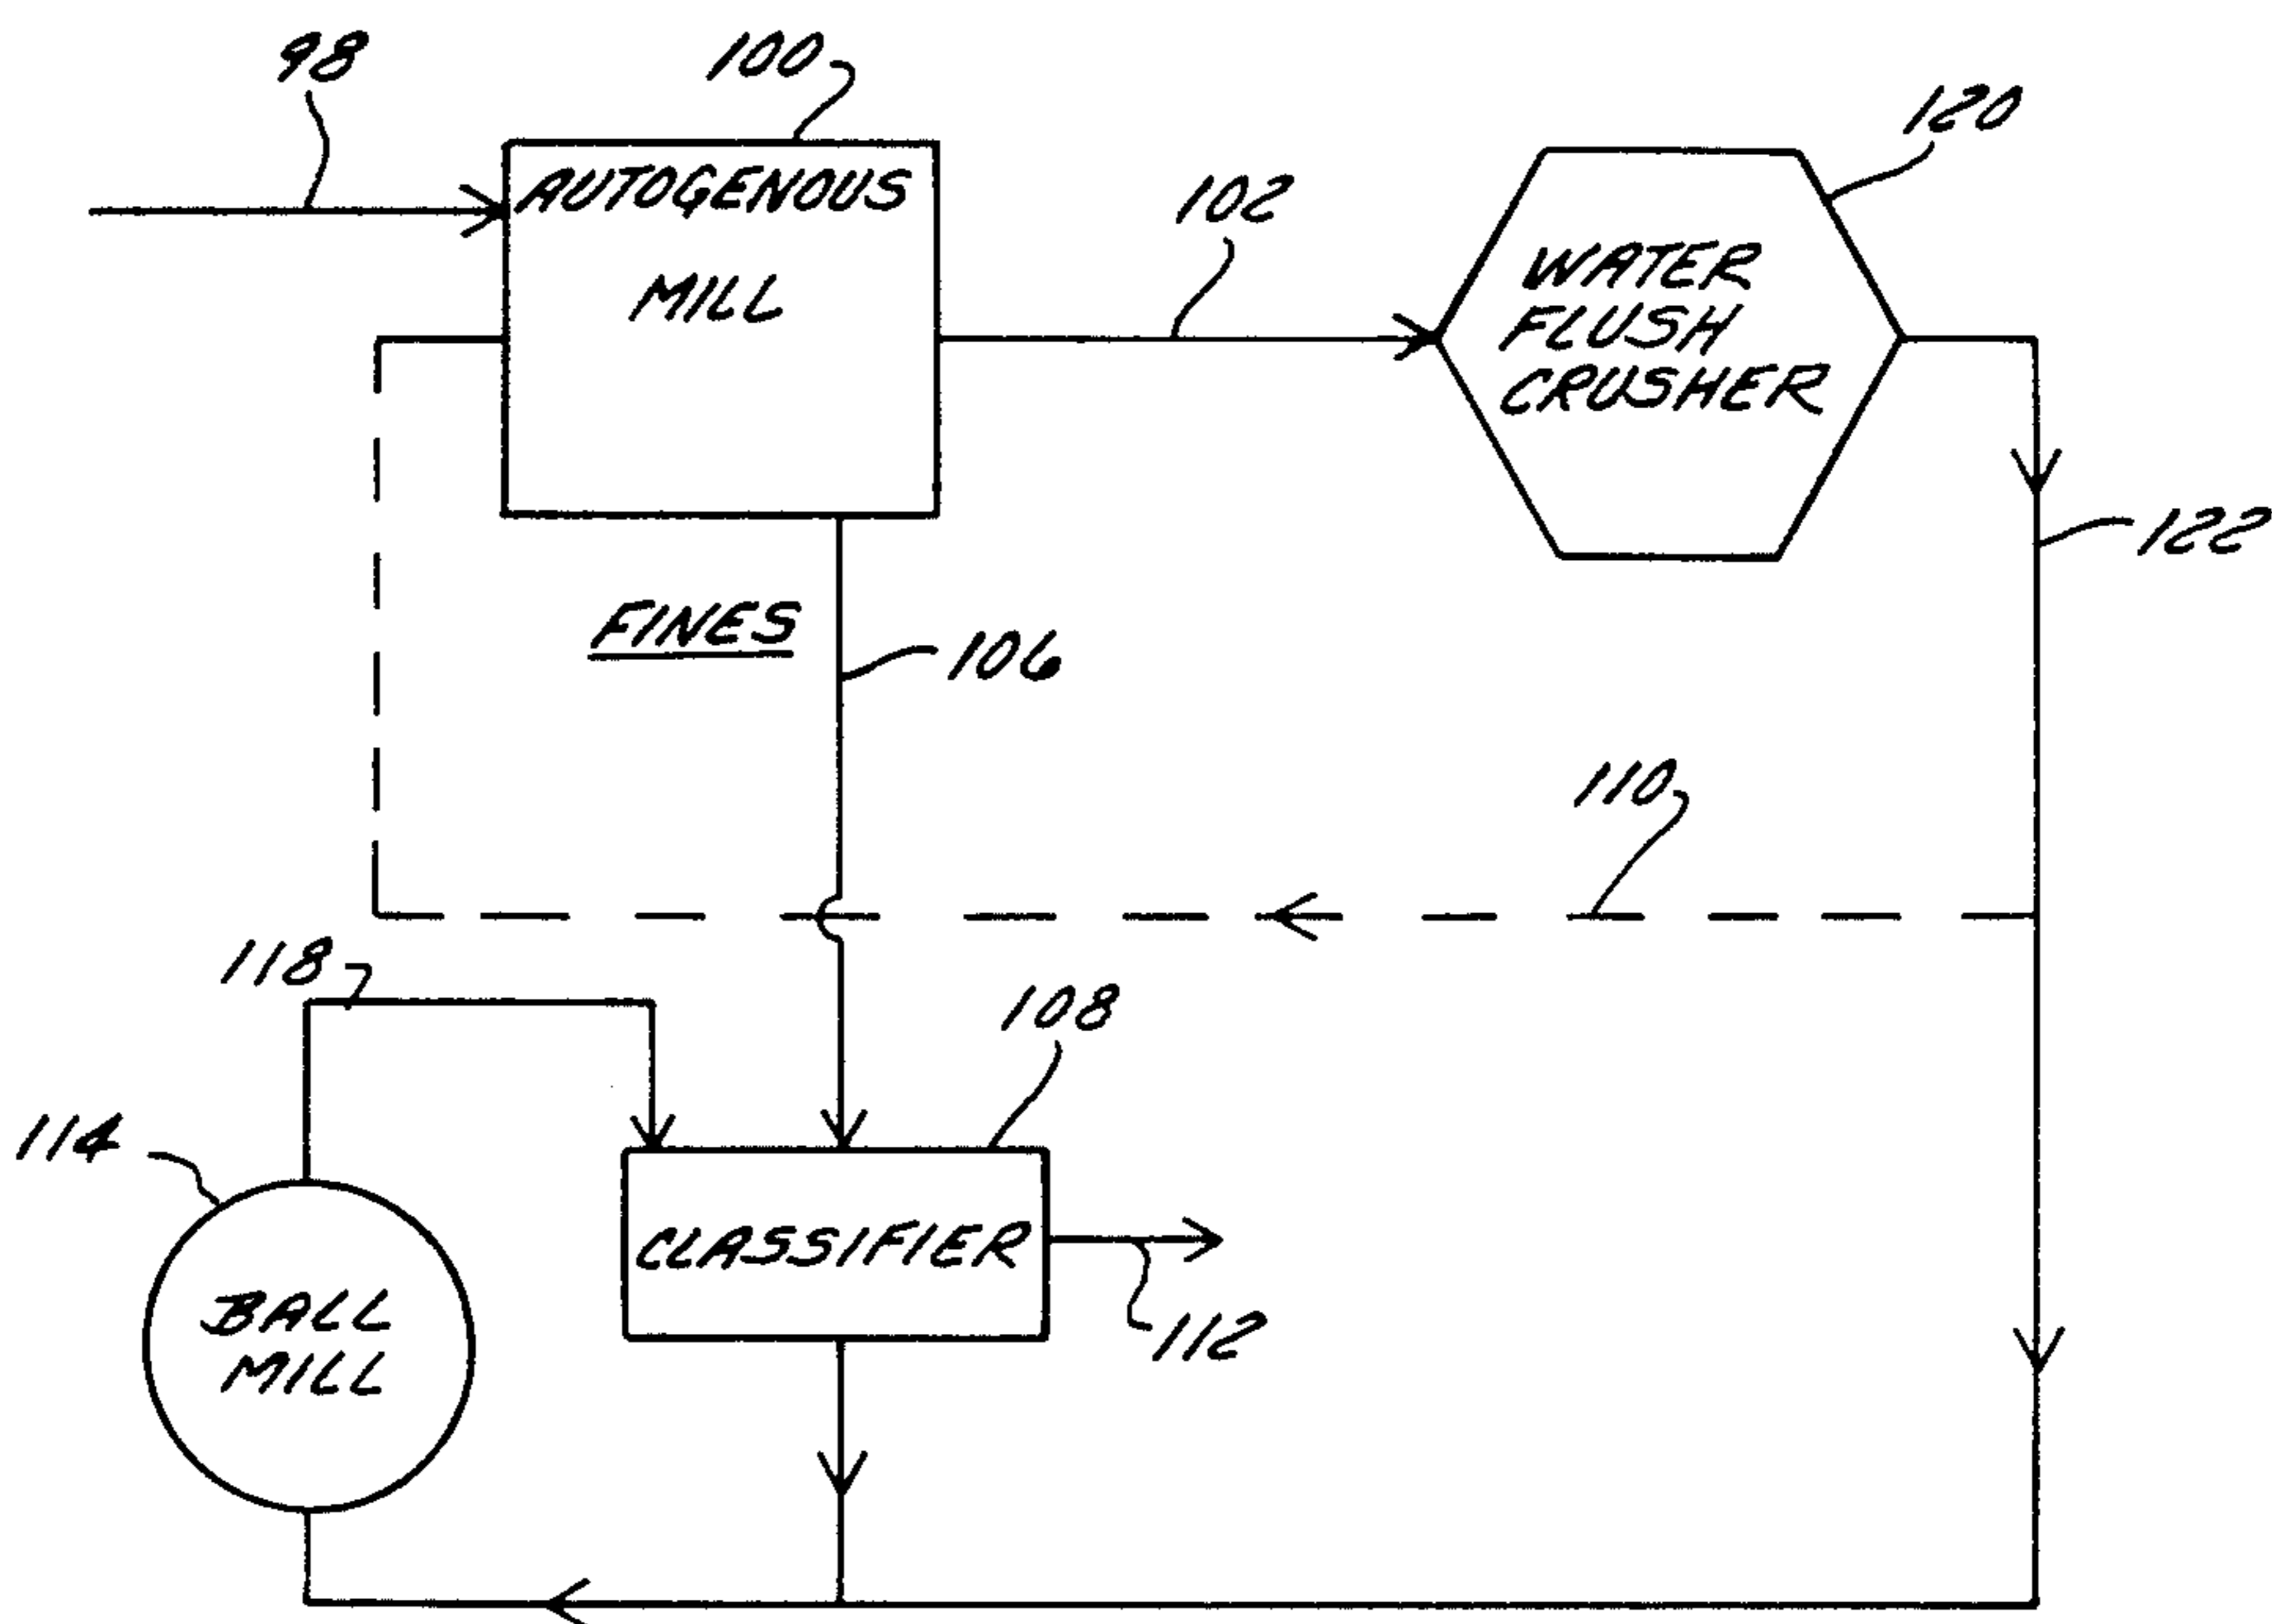 98
100
120
AUTOGENOUS
MILL
102
WATER
FLUSH
CRUSHER
122
FINES
106
110
118
108
114
CLASSIFIER
BALL
MILL
112